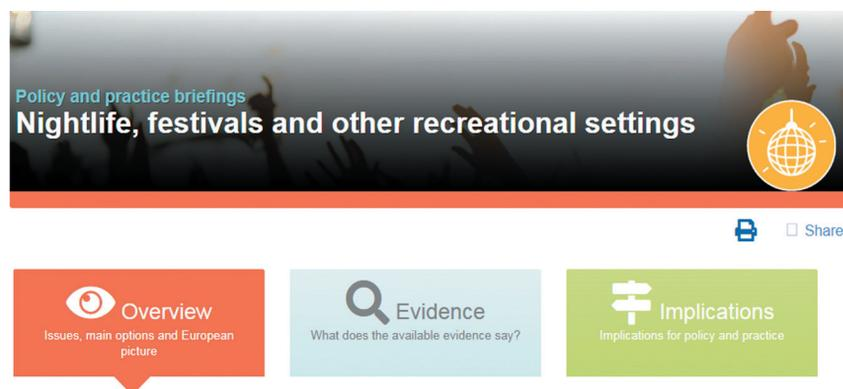 Policy and practice briefings
Nightlife, festivals and other recreational settings
Share
Overview
Issues, main options and European
picture
Evidence
What does the available evidence say?
Implications
Implications for policy and practice